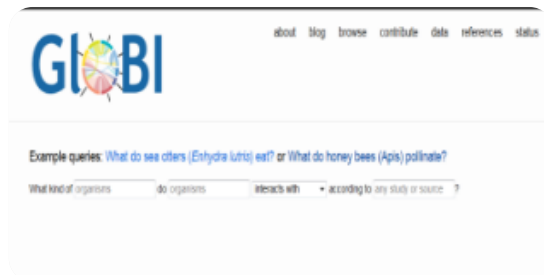 GloBI
about blog browse contribute data references status
Example queries: What do sea otters (Enhydra lutris) eat? or What do honey bees (Apis) pollinate?
What kind of organisms do organisms interacts with according to any study or source ?